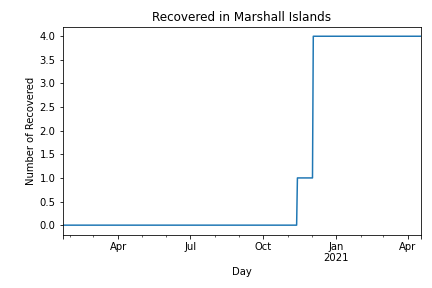 Recovered in Marshall Islands
4.0
3.5
3.0
2.5
2.0
1.5
1.0
0.5
0.0
Number of Recovered
Apr Jul Oct Jan Apr
2021
Day